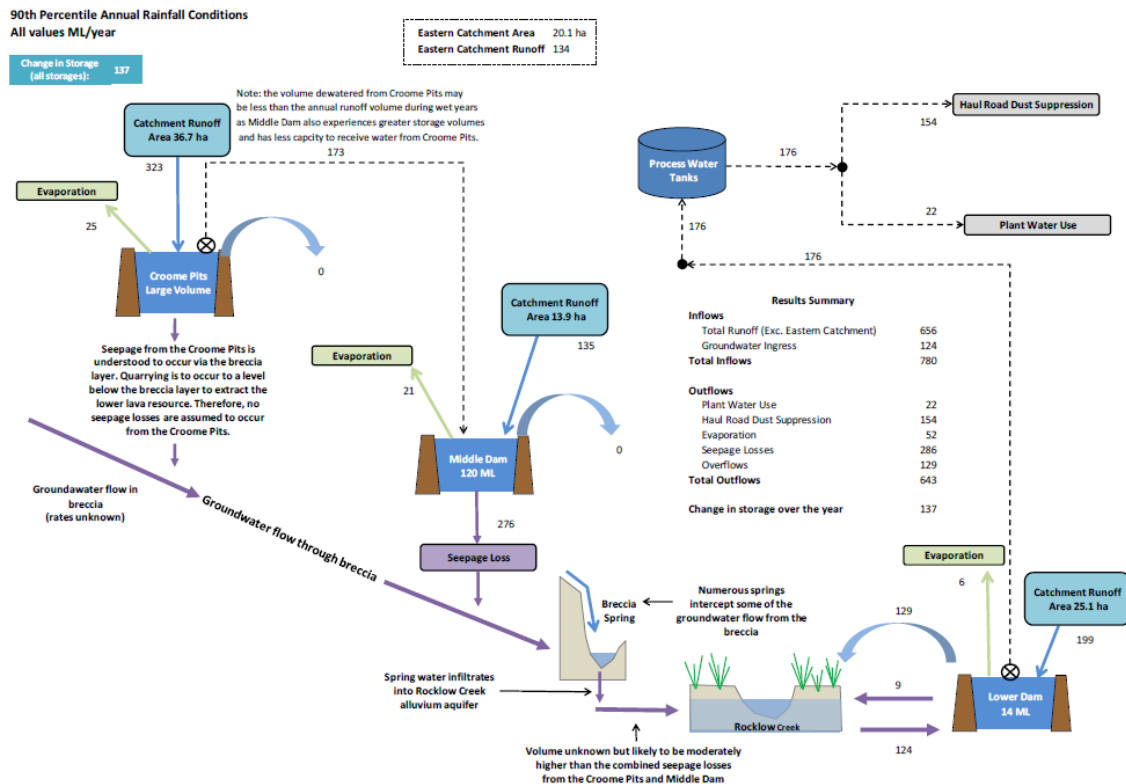 90th Percentile Annual Rainfall Conditions
All values ML/year
Eastern Catchment Area 20.1 ha
Eastern Catchment Runoff 134
Change in Storage
(all storages): 137
Note: the volume dewatered from Croome Pits may
be less than the annual runoff volume during wet years
as Middle Dam also experiences greater storage volumes
and has less capcity to receive water from Croome Pits.
Catchment Runoff
Area 36.7 ha
323
173
Evaporation
25
Croome Pits
Large Volume
0
Haul Road Dust Suppression
154
Process Water
Tanks
176
22
Plant Water Use
176
176
Seepage from the Croome Pits is
understood to occur via the breccia
layer. Quarrying is to occur to a level
below the breccia layer to extract the
lower lava resource. Therefore, no
seepage losses are assumed to occur
from the Croome Pits.
Catchment Runoff
Area 13.9 ha
135
Evaporation
21
Middle Dam
120 ML
0
276
Seepage Loss
Groundawater flow in
breccia
(rates unknown)
Groundwater flow through breccia
Results Summary
Inflows
Total Runoff (Exc. Eastern Catchment) 656
Groundwater Ingress 124
Total Inflows 780
Outflows
Plant Water Use 22
Haul Road Dust Suppression 154
Evaporation 52
Seepage Losses 286
Overflows 129
Total Outflows 643
Change in storage over the year 137
Breccia
Spring
Numerous springs
intercept some of the
groundwater flow from the
breccia
Evaporation
6
Catchment Runoff
Area 25.1 ha
199
129
Spring water infiltrates
into Rocklow Creek
alluvium aquifer
9
Lower Dam
14 ML
Rocklow Creek
124
Volume unknown but likely to be moderately
higher than the combined seepage losses
from the Croome Pits and Middle Dam